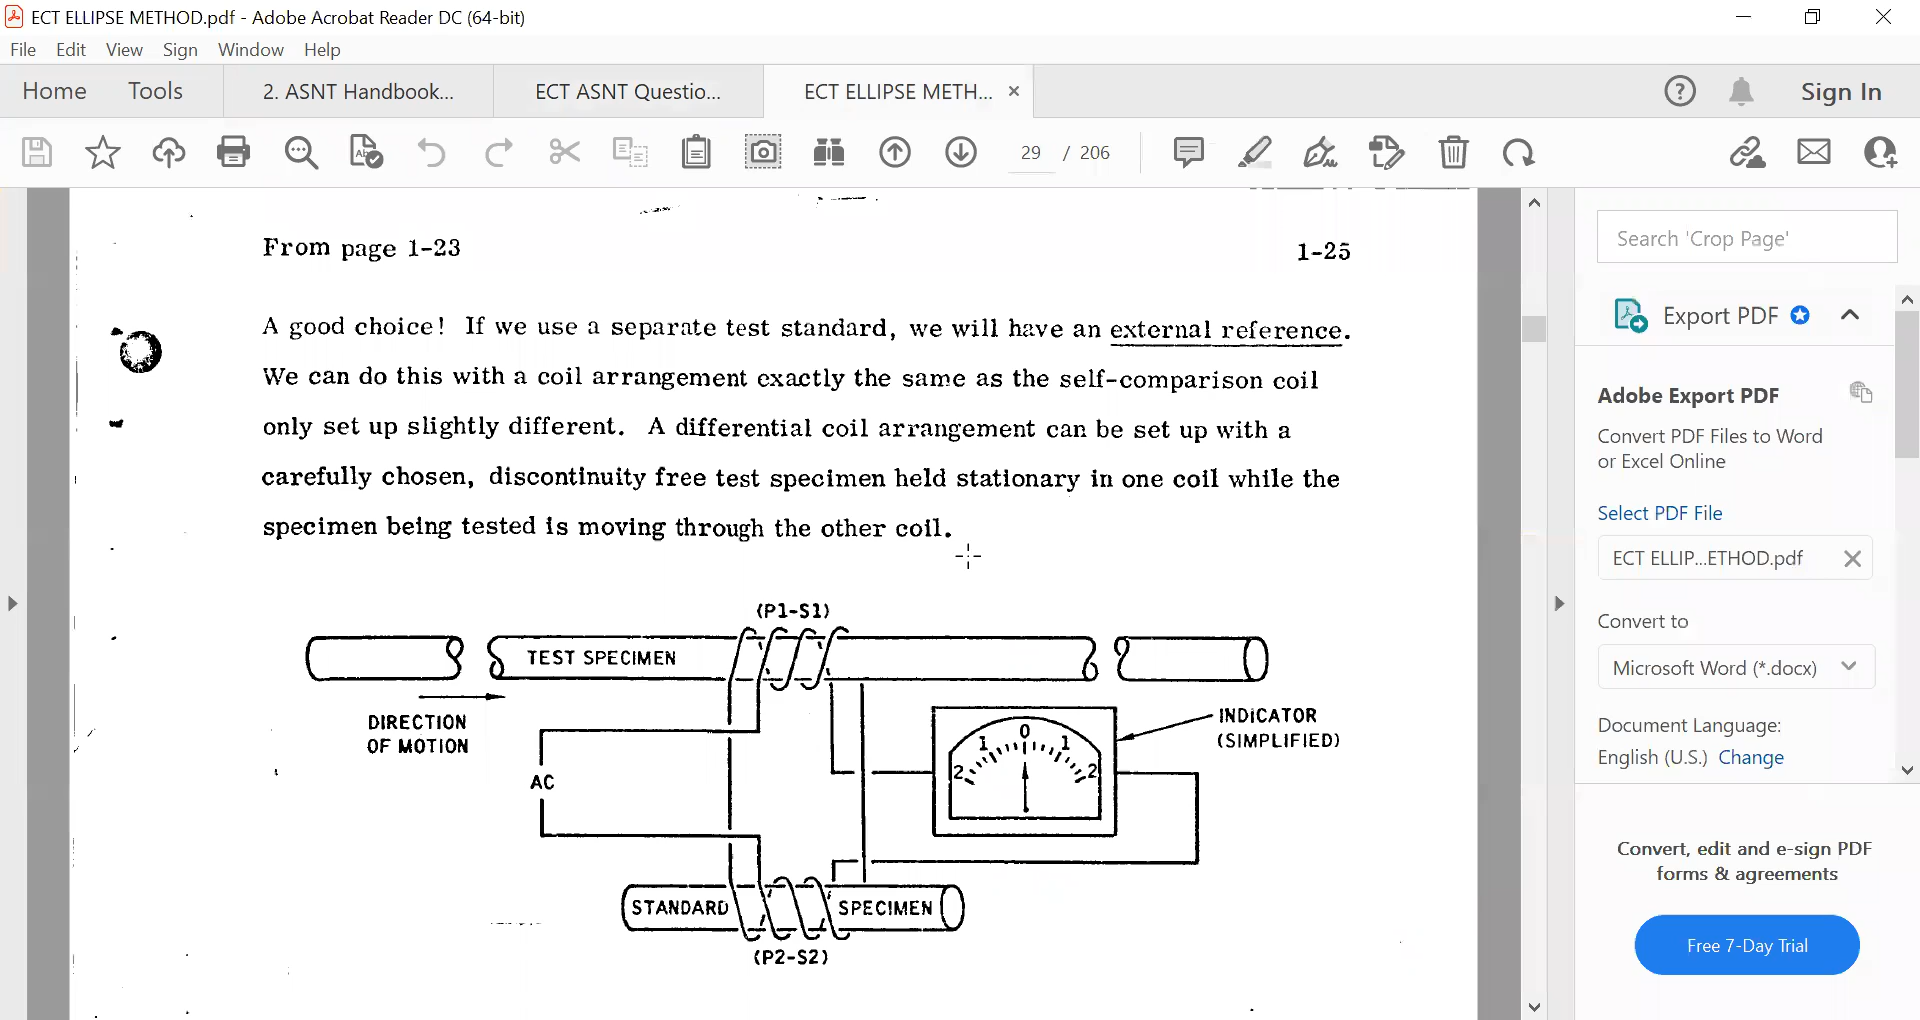 ECT ELLIPSE METHOD.pdf - Adobe Acrobat Reader DC (64-bit)
File Edit View Sign Window Help
Home Tools 2. ASNT Handbook... ECT ASNT Questio... ECT ELLIPSE METH... × Sign In
29 / 206
From page 1-23
1-25
A good choice! If we use a separate test standard, we will have an external reference.
We can do this with a coil arrangement exactly the same as the self-comparison coil
only set up slightly different. A differential coil arrangement can be set up with a
carefully chosen, discontinuity free test specimen held stationary in one coil while the
specimen being tested is moving through the other coil.
(P1-S1)
TEST SPECIMEN
DIRECTION
OF MOTION
AC
2 1 0 1 2
INDICATOR
(SIMPLIFIED)
STANDARD SPECIMEN
(P2-S2)
Search 'Crop Page'
Export PDF
Adobe Export PDF
Convert PDF Files to Word
or Excel Online
Select PDF File
ECT ELLIP...ETHOD.pdf
Convert to
Microsoft Word (*.docx)
Document Language:
English (U.S.) Change
Convert, edit and e-sign PDF
forms & agreements
Free 7-Day Trial